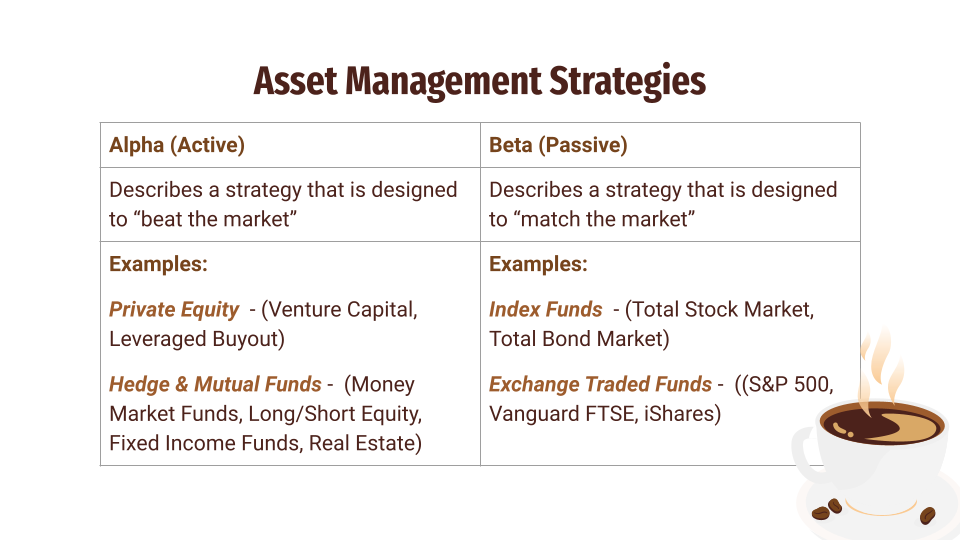 Asset Management Strategies
Alpha (Active)
Beta (Passive)
Describes a strategy that is designed
to “beat the market”
Describes a strategy that is designed
to “match the market”
Examples:
Private Equity - (Venture Capital,
Leveraged Buyout)
Hedge & Mutual Funds - (Money
Market Funds, Long/Short Equity,
Fixed Income Funds, Real Estate)
Examples:
Index Funds - (Total Stock Market,
Total Bond Market)
Exchange Traded Funds - ((S&P 500,
Vanguard FTSE, iShares)